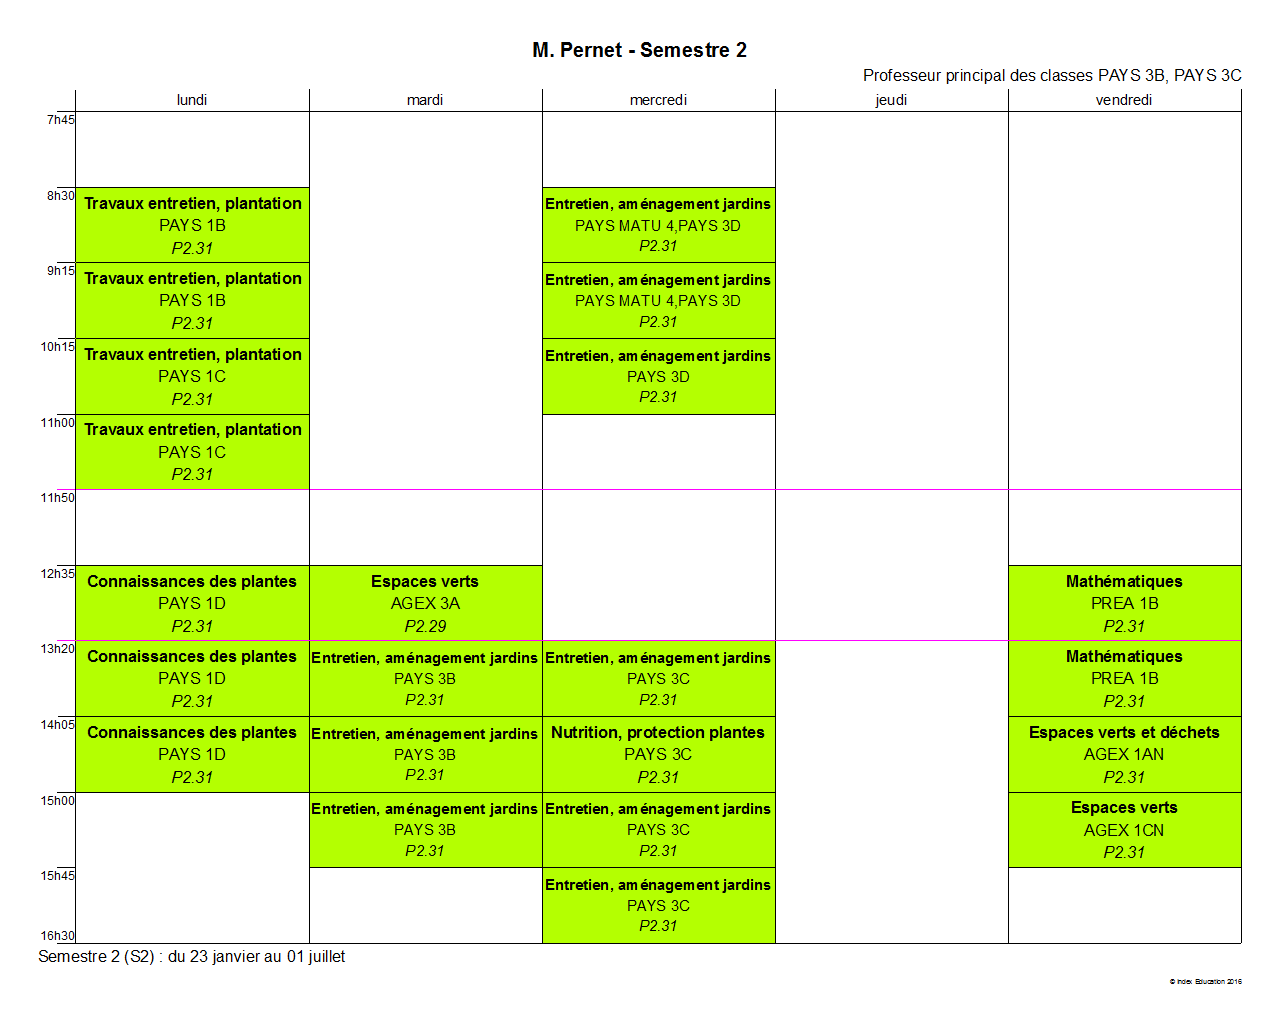 M. Pernet - Semestre 2
Professeur principal des classes PAYS 3B, PAYS 3C
lundi mardi mercredi jeudi vendredi
7h45
8h30
Travaux entretien, plantation Entretien, aménagement jardins
PAYS 1B PAYS MATU 4,PAYS 3D
P2.31 P2.31
9h15
Travaux entretien, plantation Entretien, aménagement jardins
PAYS 1B PAYS MATU 4,PAYS 3D
P2.31 P2.31
10h15
Travaux entretien, plantation Entretien, aménagement jardins
PAYS 1C PAYS 3D
P2.31 P2.31
11h00
Travaux entretien, plantation
PAYS 1C
P2.31
11h50
12h35
Connaissances des plantes Espaces verts Mathématiques
PAYS 1D AGEX 3A PREA 1B
P2.31 P2.29 P2.31
13h20
Connaissances des plantes Entretien, aménagement jardins Entretien, aménagement jardins Mathématiques
PAYS 1D PAYS 3B PAYS 3C PREA 1B
P2.31 P2.31 P2.31 P2.31
14h05
Connaissances des plantes Entretien, aménagement jardins Nutrition, protection plantes Espaces verts et déchets
PAYS 1D PAYS 3B PAYS 3C AGEX 1AN
P2.31 P2.31 P2.31 P2.31
15h00
Entretien, aménagement jardins Entretien, aménagement jardins Espaces verts
PAYS 3B PAYS 3C AGEX 1CN
P2.31 P2.31 P2.31
15h45
Entretien, aménagement jardins
PAYS 3C
P2.31
16h30
Semestre 2 (S2) : du 23 janvier au 01 juillet
© Index Education 2016